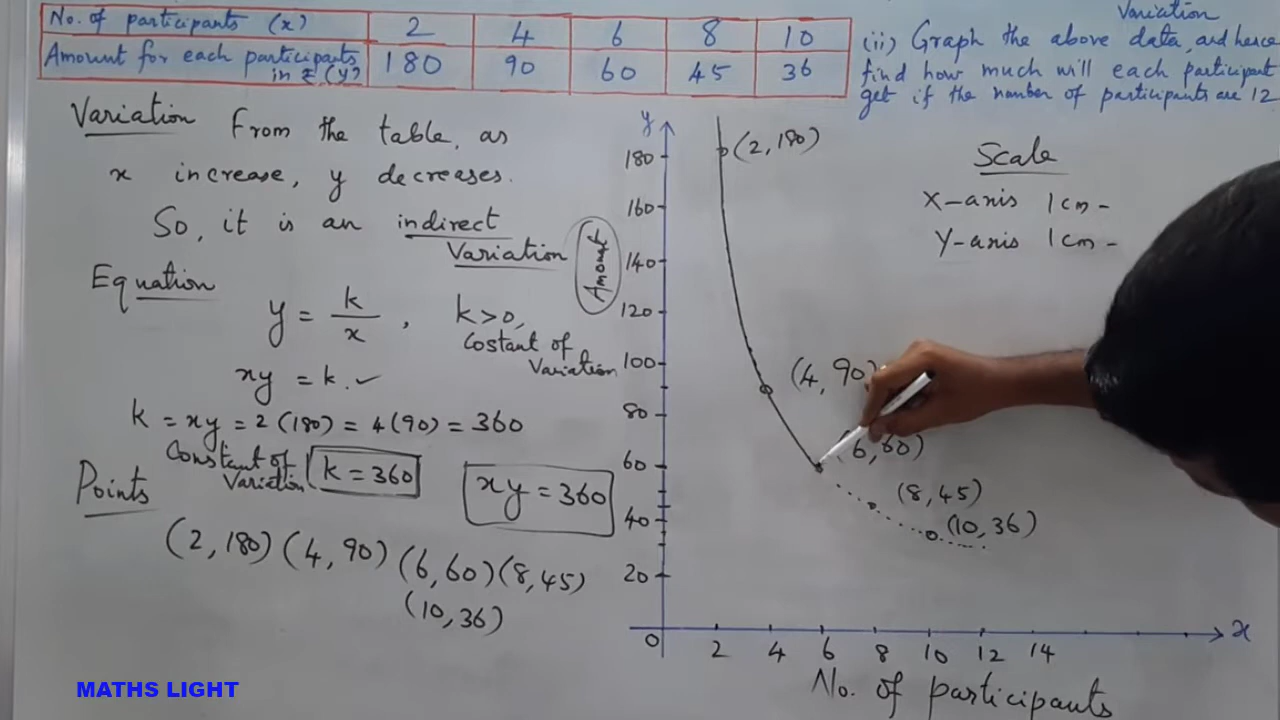 No. of participants (x) 2 4 6 8 10
Amount for each participants in ₹ (y) 180 90 60 45 36
Variation
(ii) Graph the above data, and hence
find how much will each participant
get if the number of participants are 12
Variation From the table, as
x increase, y decreases.
So, it is an indirect
Variation
Equation
y = k/x , k>0,
Costant of
Variation
xy = k. ✓
k = xy = 2 (180) = 4(90) = 360
Constant of
Variation k = 360
xy = 360
Points
(2, 180) (4, 90) (6, 60) (8, 45)
(10, 36)
Scale
X-axis 1cm -
Y-axis 1cm -
y
Amount
180
160
140
120
100
80
60
40
20
0 2 4 6 8 10 12 14
x
No. of participants
(2, 180)
(4, 90)
(6, 60)
(8, 45)
(10, 36)
MATHS LIGHT